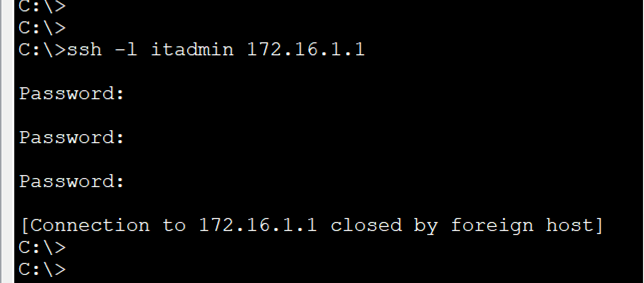 C:\>
C:\>
C:\>ssh -l itadmin 172.16.1.1
Password:
Password:
Password:
[Connection to 172.16.1.1 closed by foreign host]
C:\>
C:\>